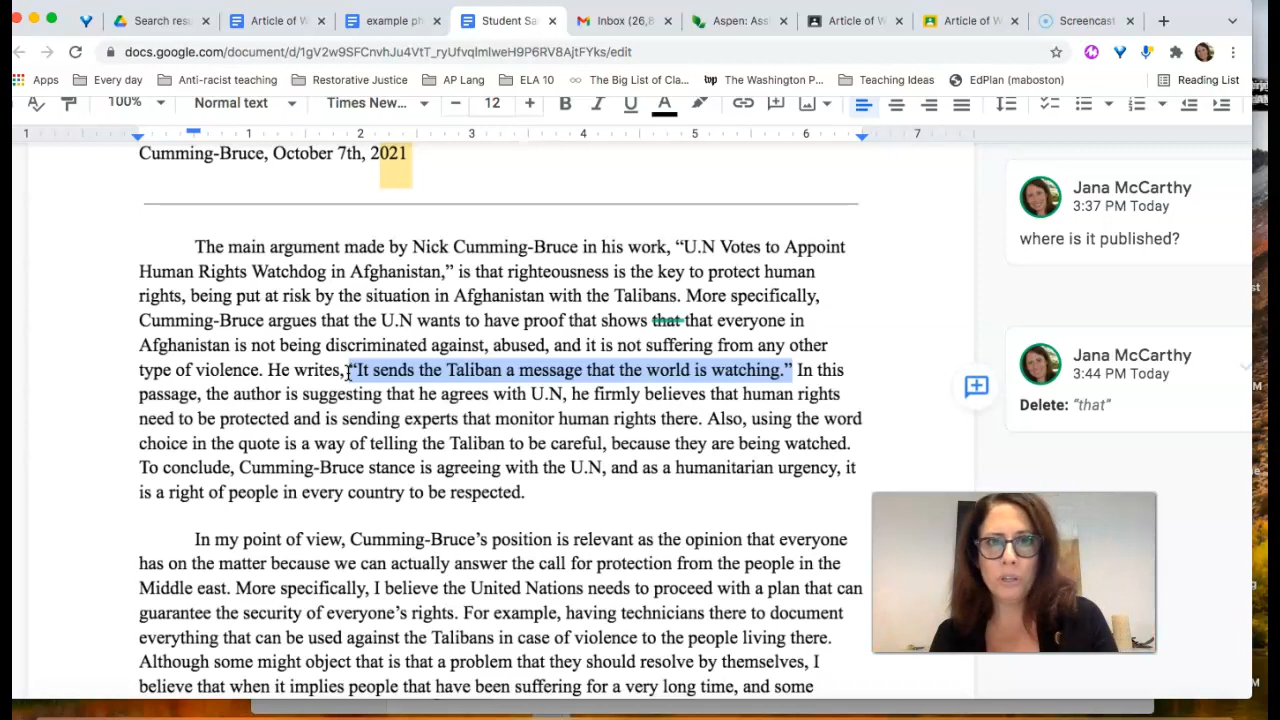 Search resu
Article of W
example ph
Student Sa
Inbox (26,8
Aspen: Assi
Article of W
Article of W
Screencast
docs.google.com/document/d/1gV2w9SFCnvhJu4VtT_ryUfvqlmlweH9P6RV8AjtFYks/edit
Apps Every day Anti-racist teaching Restorative Justice AP Lang ELA 10 The Big List of Cla... The Washington P... Teaching Ideas EdPlan (maboston) Reading List
100% Normal text Times New... 12 B I U A
1 1 2 3 4 5 6 7
Cumming-Bruce, October 7th, 2021
The main argument made by Nick Cumming-Bruce in his work, “U.N Votes to Appoint
Human Rights Watchdog in Afghanistan,” is that righteousness is the key to protect human
rights, being put at risk by the situation in Afghanistan with the Talibans. More specifically,
Cumming-Bruce argues that the U.N wants to have proof that shows that that everyone in
Afghanistan is not being discriminated against, abused, and it is not suffering from any other
type of violence. He writes, “It sends the Taliban a message that the world is watching.” In this
passage, the author is suggesting that he agrees with U.N, he firmly believes that human rights
need to be protected and is sending experts that monitor human rights there. Also, using the word
choice in the quote is a way of telling the Taliban to be careful, because they are being watched.
To conclude, Cumming-Bruce stance is agreeing with the U.N, and as a humanitarian urgency, it
is a right of people in every country to be respected.
In my point of view, Cumming-Bruce’s position is relevant as the opinion that everyone
has on the matter because we can actually answer the call for protection from the people in the
Middle east. More specifically, I believe the United Nations needs to proceed with a plan that can
guarantee the security of everyone’s rights. For example, having technicians there to document
everything that can be used against the Talibans in case of violence to the people living there.
Although some might object that is that a problem that they should resolve by themselves, I
believe that when it implies people that have been suffering for a very long time, and some
Jana McCarthy
3:37 PM Today
where is it published?
Jana McCarthy
3:44 PM Today
Delete: “that”